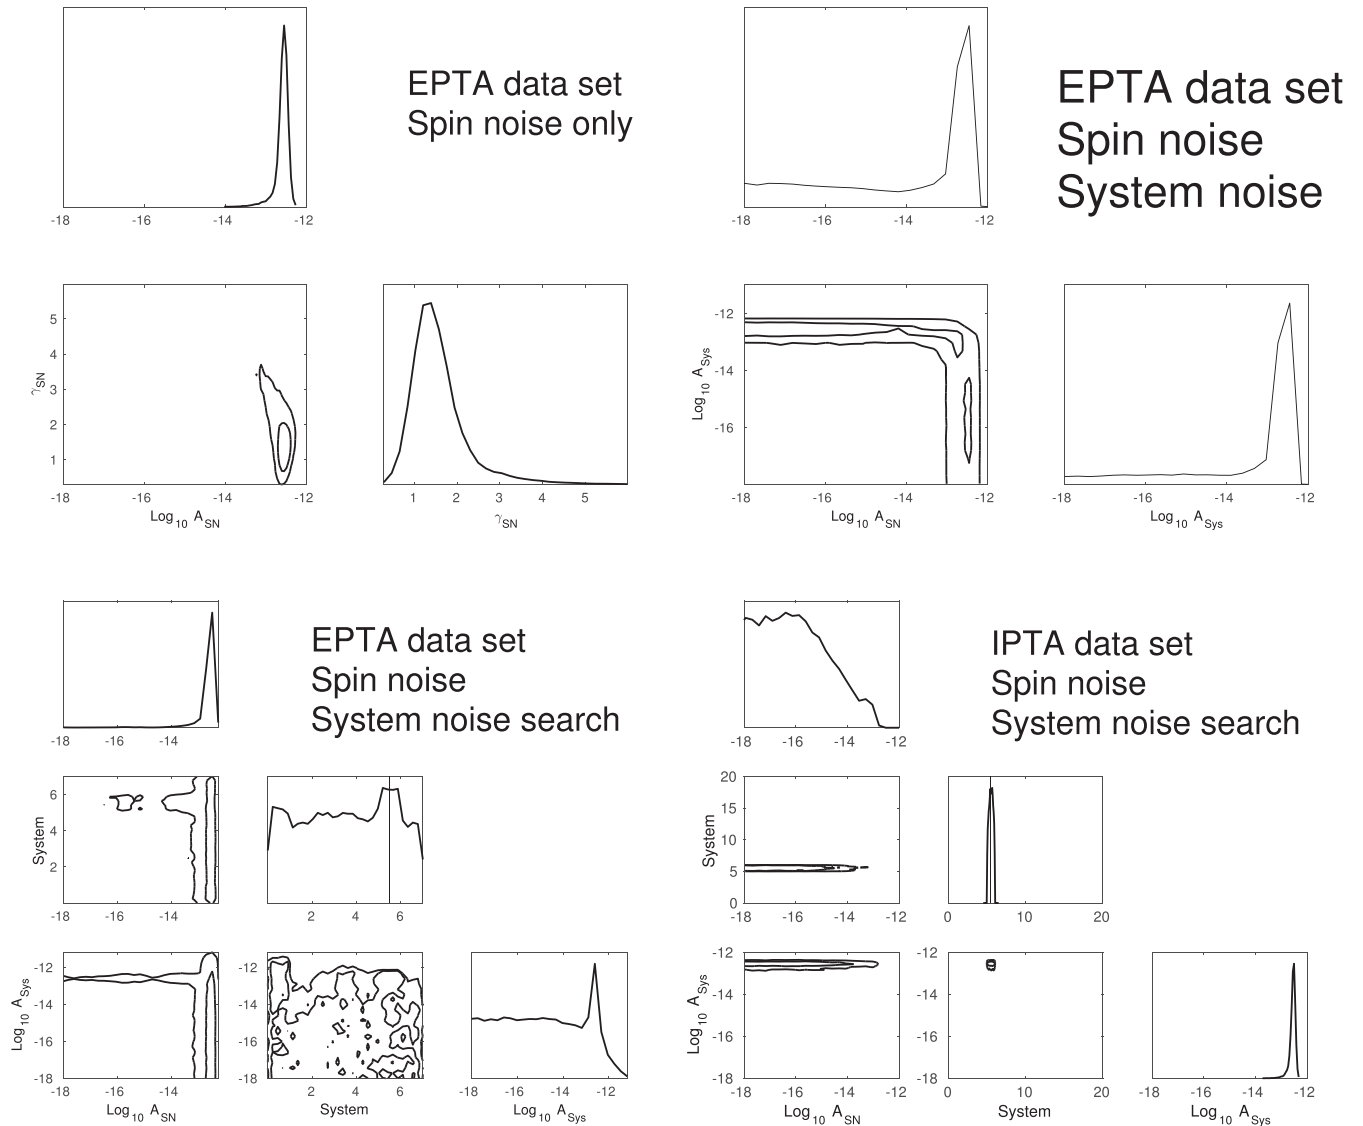 EPTA data set
Spin noise only
-18 -16 -14 -12
5
4
3
2
1
γSN
-18 -16 -14 -12
Log10 ASN
1 2 3 4 5
γSN
EPTA data set
Spin noise
System noise
-18 -16 -14 -12
-12
-14
-16
Log10 ASys
-18 -16 -14 -12
Log10 ASN
-18 -16 -14 -12
Log10 ASys
EPTA data set
Spin noise
System noise search
-18 -16 -14
6
4
2
System
-18 -16 -14
2 4 6
-12
-14
-16
-18
Log10 ASys
-18 -16 -14
Log10 ASN
-12
-14
-16
-18
2 4 6
System
-18 -16 -14 -12
Log10 ASys
IPTA data set
Spin noise
System noise search
-18 -16 -14 -12
20
15
10
5
0
System
-18 -16 -14 -12
0 10 20
-12
-14
-16
-18
Log10 ASys
-18 -16 -14 -12
Log10 ASN
-12
-14
-16
-18
0 10 20
System
-18 -16 -14 -12
Log10 ASys